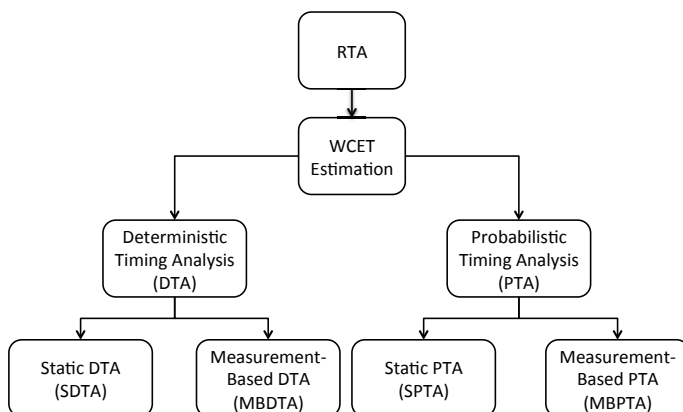 RTA
WCET
Estimation
Deterministic
Timing Analysis
(DTA)
Probabilistic
Timing Analysis
(PTA)
Static DTA
(SDTA)
Measurement-
Based DTA
(MBDTA)
Static PTA
(SPTA)
Measurement-
Based PTA
(MBPTA)